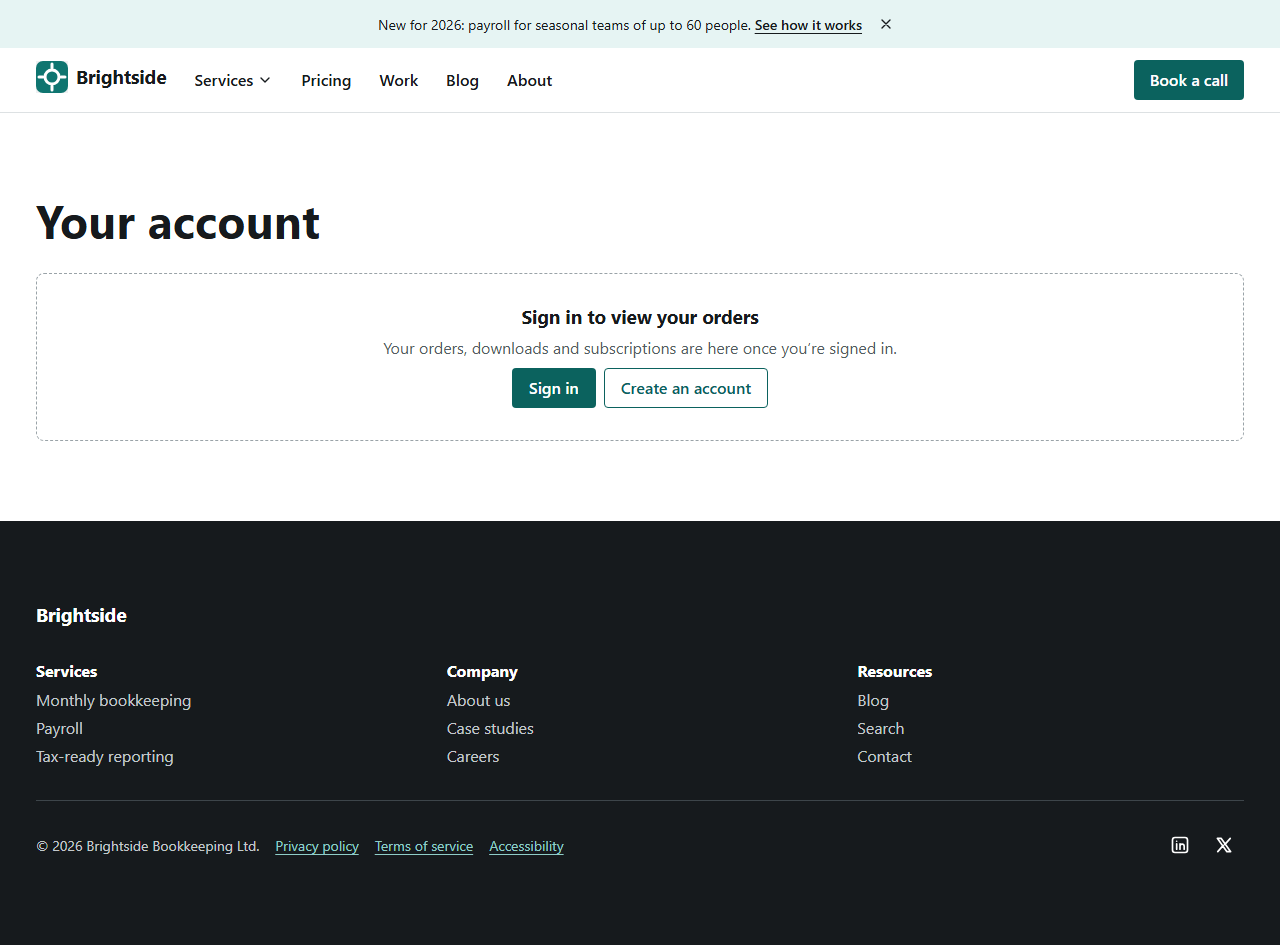 New for 2026: payroll for seasonal teams of up to 60 people. See how it works
Brightside
Services
Pricing
Work
Blog
About
Book a call
Your account
Sign in to view your orders
Your orders, downloads and subscriptions are here once you’re signed in.
Sign in
Create an account
Brightside
Services
Monthly bookkeeping
Payroll
Tax-ready reporting
Company
About us
Case studies
Careers
Resources
Blog
Search
Contact
© 2026 Brightside Bookkeeping Ltd.
Privacy policy
Terms of service
Accessibility